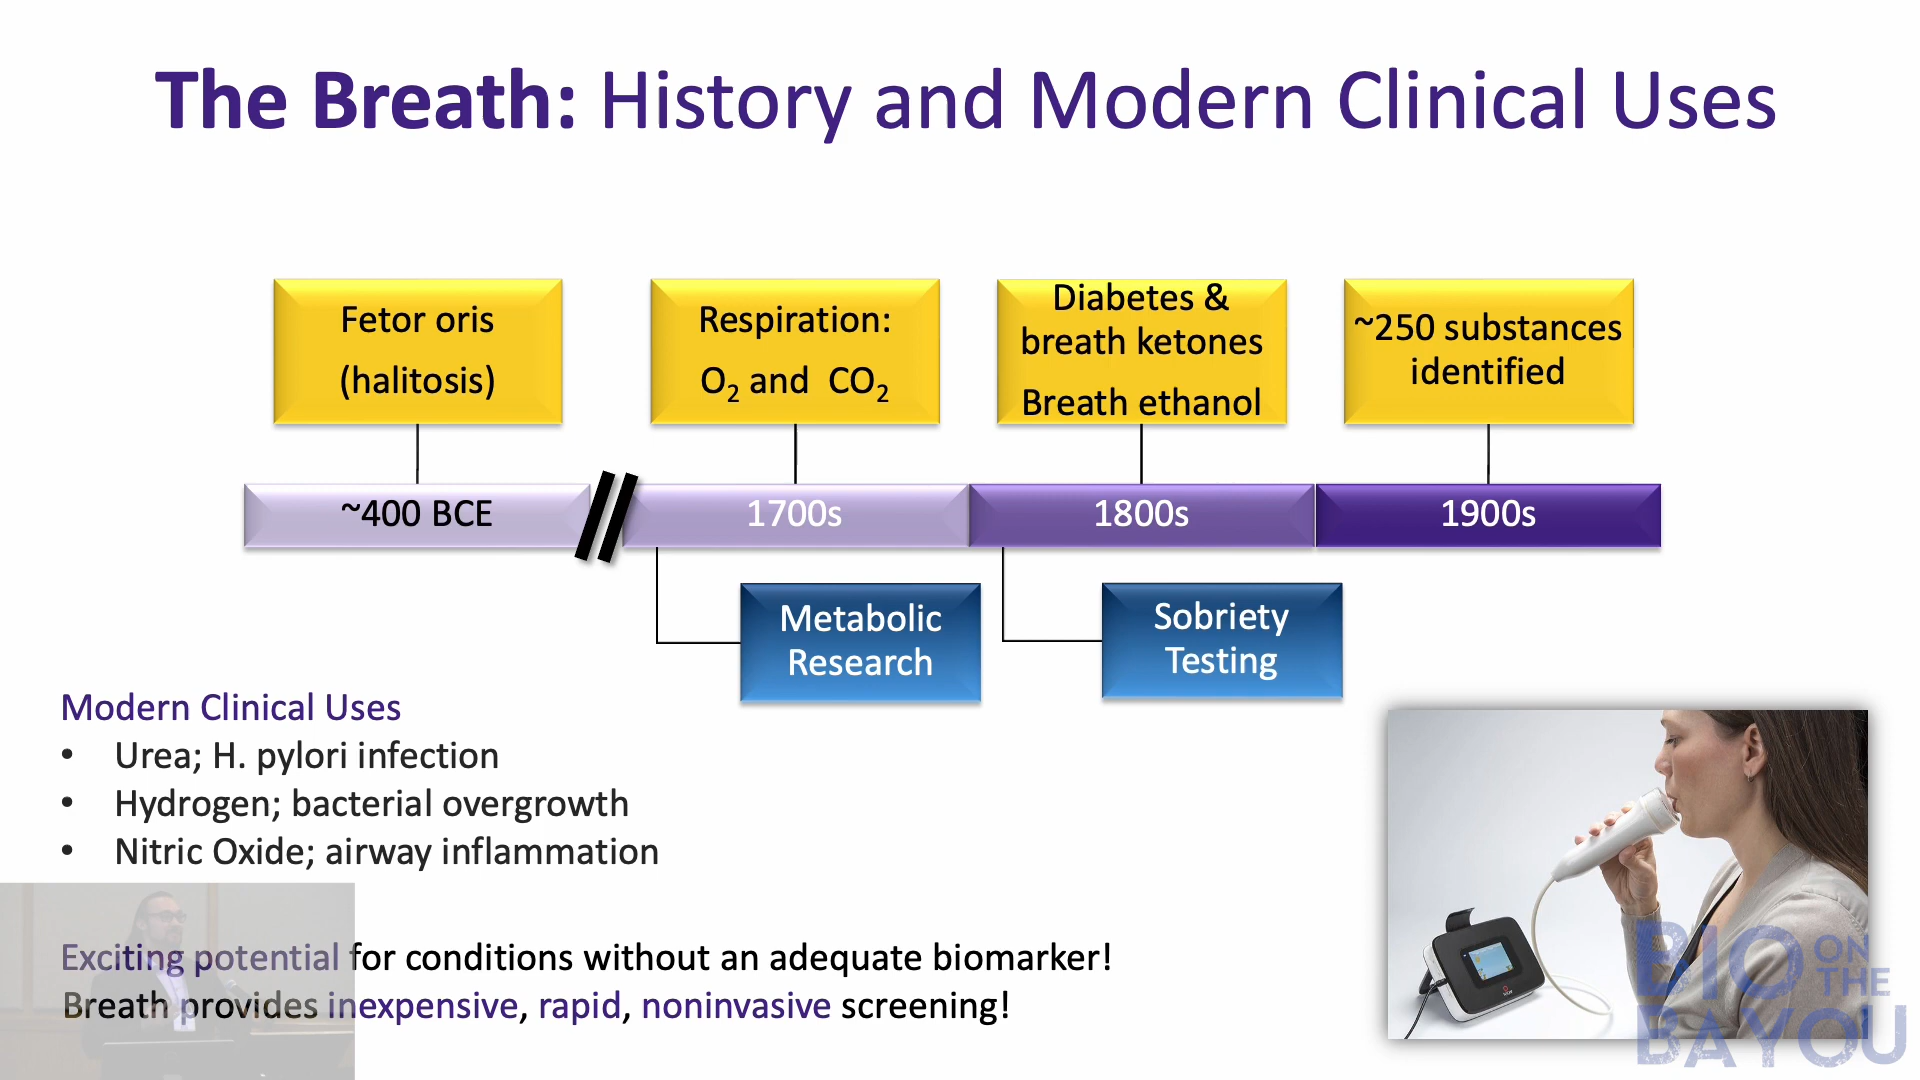 The Breath: History and Modern Clinical Uses
Fetor oris
(halitosis)
Respiration:
O₂ and CO₂
Diabetes &
breath ketones
Breath ethanol
~250 substances
identified
~400 BCE
1700s
1800s
1900s
Metabolic
Research
Sobriety
Testing
Modern Clinical Uses
• Urea; H. pylori infection
• Hydrogen; bacterial overgrowth
• Nitric Oxide; airway inflammation
Exciting potential for conditions without an adequate biomarker!
Breath provides inexpensive, rapid, noninvasive screening!
BIO ON THE
BAYOU